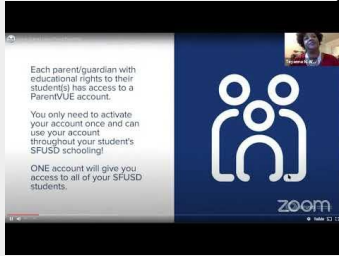 Each parent/guardian with
educational rights to their
student(s) has access to a
ParentVUE account.
You only need to activate
your account once and can
use your account
throughout your student's
SFUSD schooling!
ONE account will give you
access to all of your SFUSD
students.
zoom
YouTube